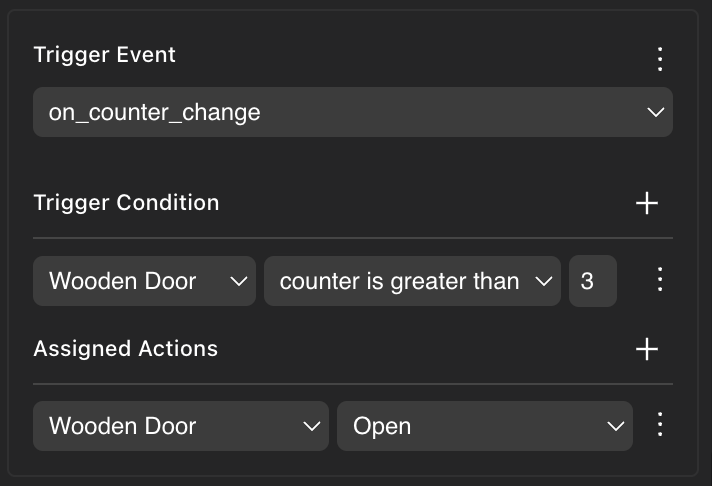 Trigger Event
on_counter_change
Trigger Condition
Wooden Door counter is greater than 3
Assigned Actions
Wooden Door Open